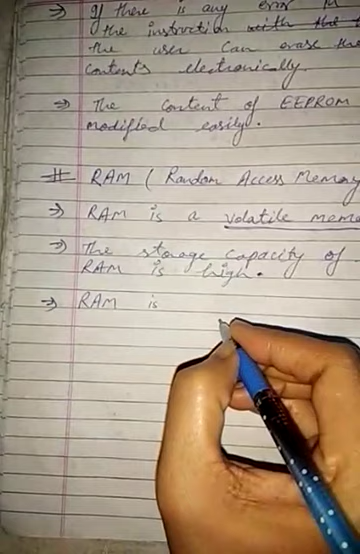 ⇒ If there is any error in
the instruction with the
the user can erase the
contents electronically.
⇒ The content of EEPROM
modified easily.
# RAM (Random Access Memory
⇒ RAM is a volatile memo
⇒ The storage capacity of
RAM is high.
⇒ RAM is